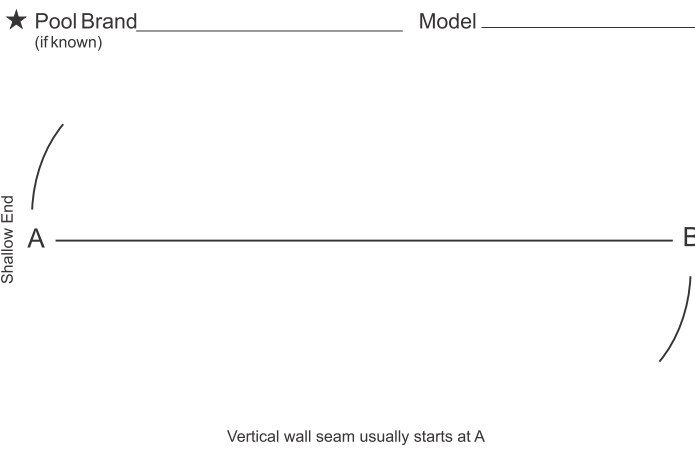 ★ Pool Brand Model
(if known)
Shallow End
A B
Vertical wall seam usually starts at A